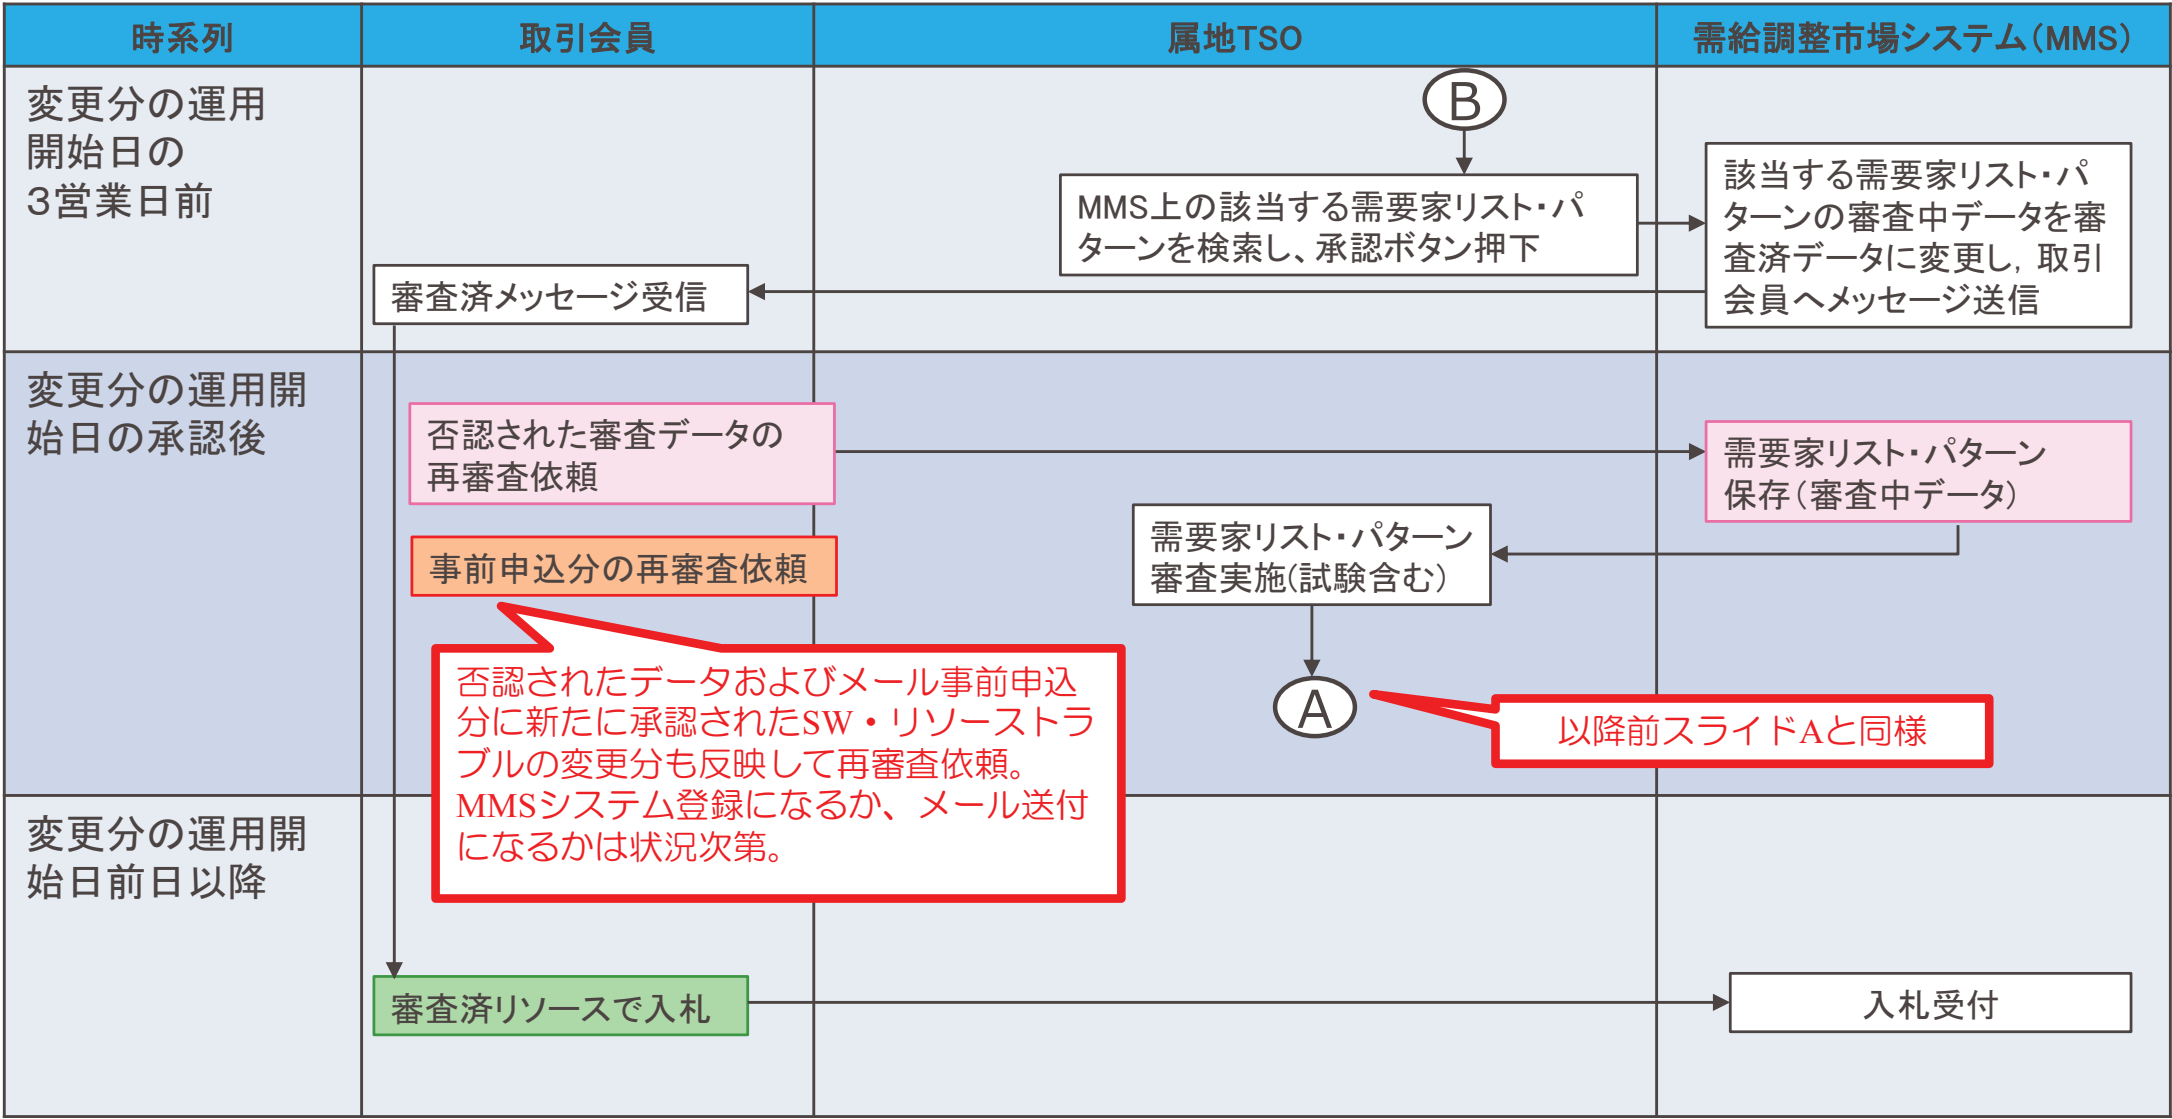 時系列
取引会員
属地TSO
需給調整市場システム(MMS)
変更分の運用
開始日の
3営業日前
B
MMS上の該当する需要家リスト・パ
ターンを検索し、承認ボタン押下
該当する需要家リスト・パ
ターンの審査中データを審
査済データに変更し，取引
会員へメッセージ送信
審査済メッセージ受信
変更分の運用開
始日の承認後
否認された審査データの
再審査依頼
需要家リスト・パターン
保存(審査中データ)
需要家リスト・パターン
審査実施(試験含む)
事前申込分の再審査依頼
A
否認されたデータおよびメール事前申込
分に新たに承認されたSW・リソーストラ
ブルの変更分も反映して再審査依頼。
MMSシステム登録になるか、メール送付
になるかは状況次第。
以降前スライドAと同様
変更分の運用開
始日前日以降
審査済リソースで入札
入札受付